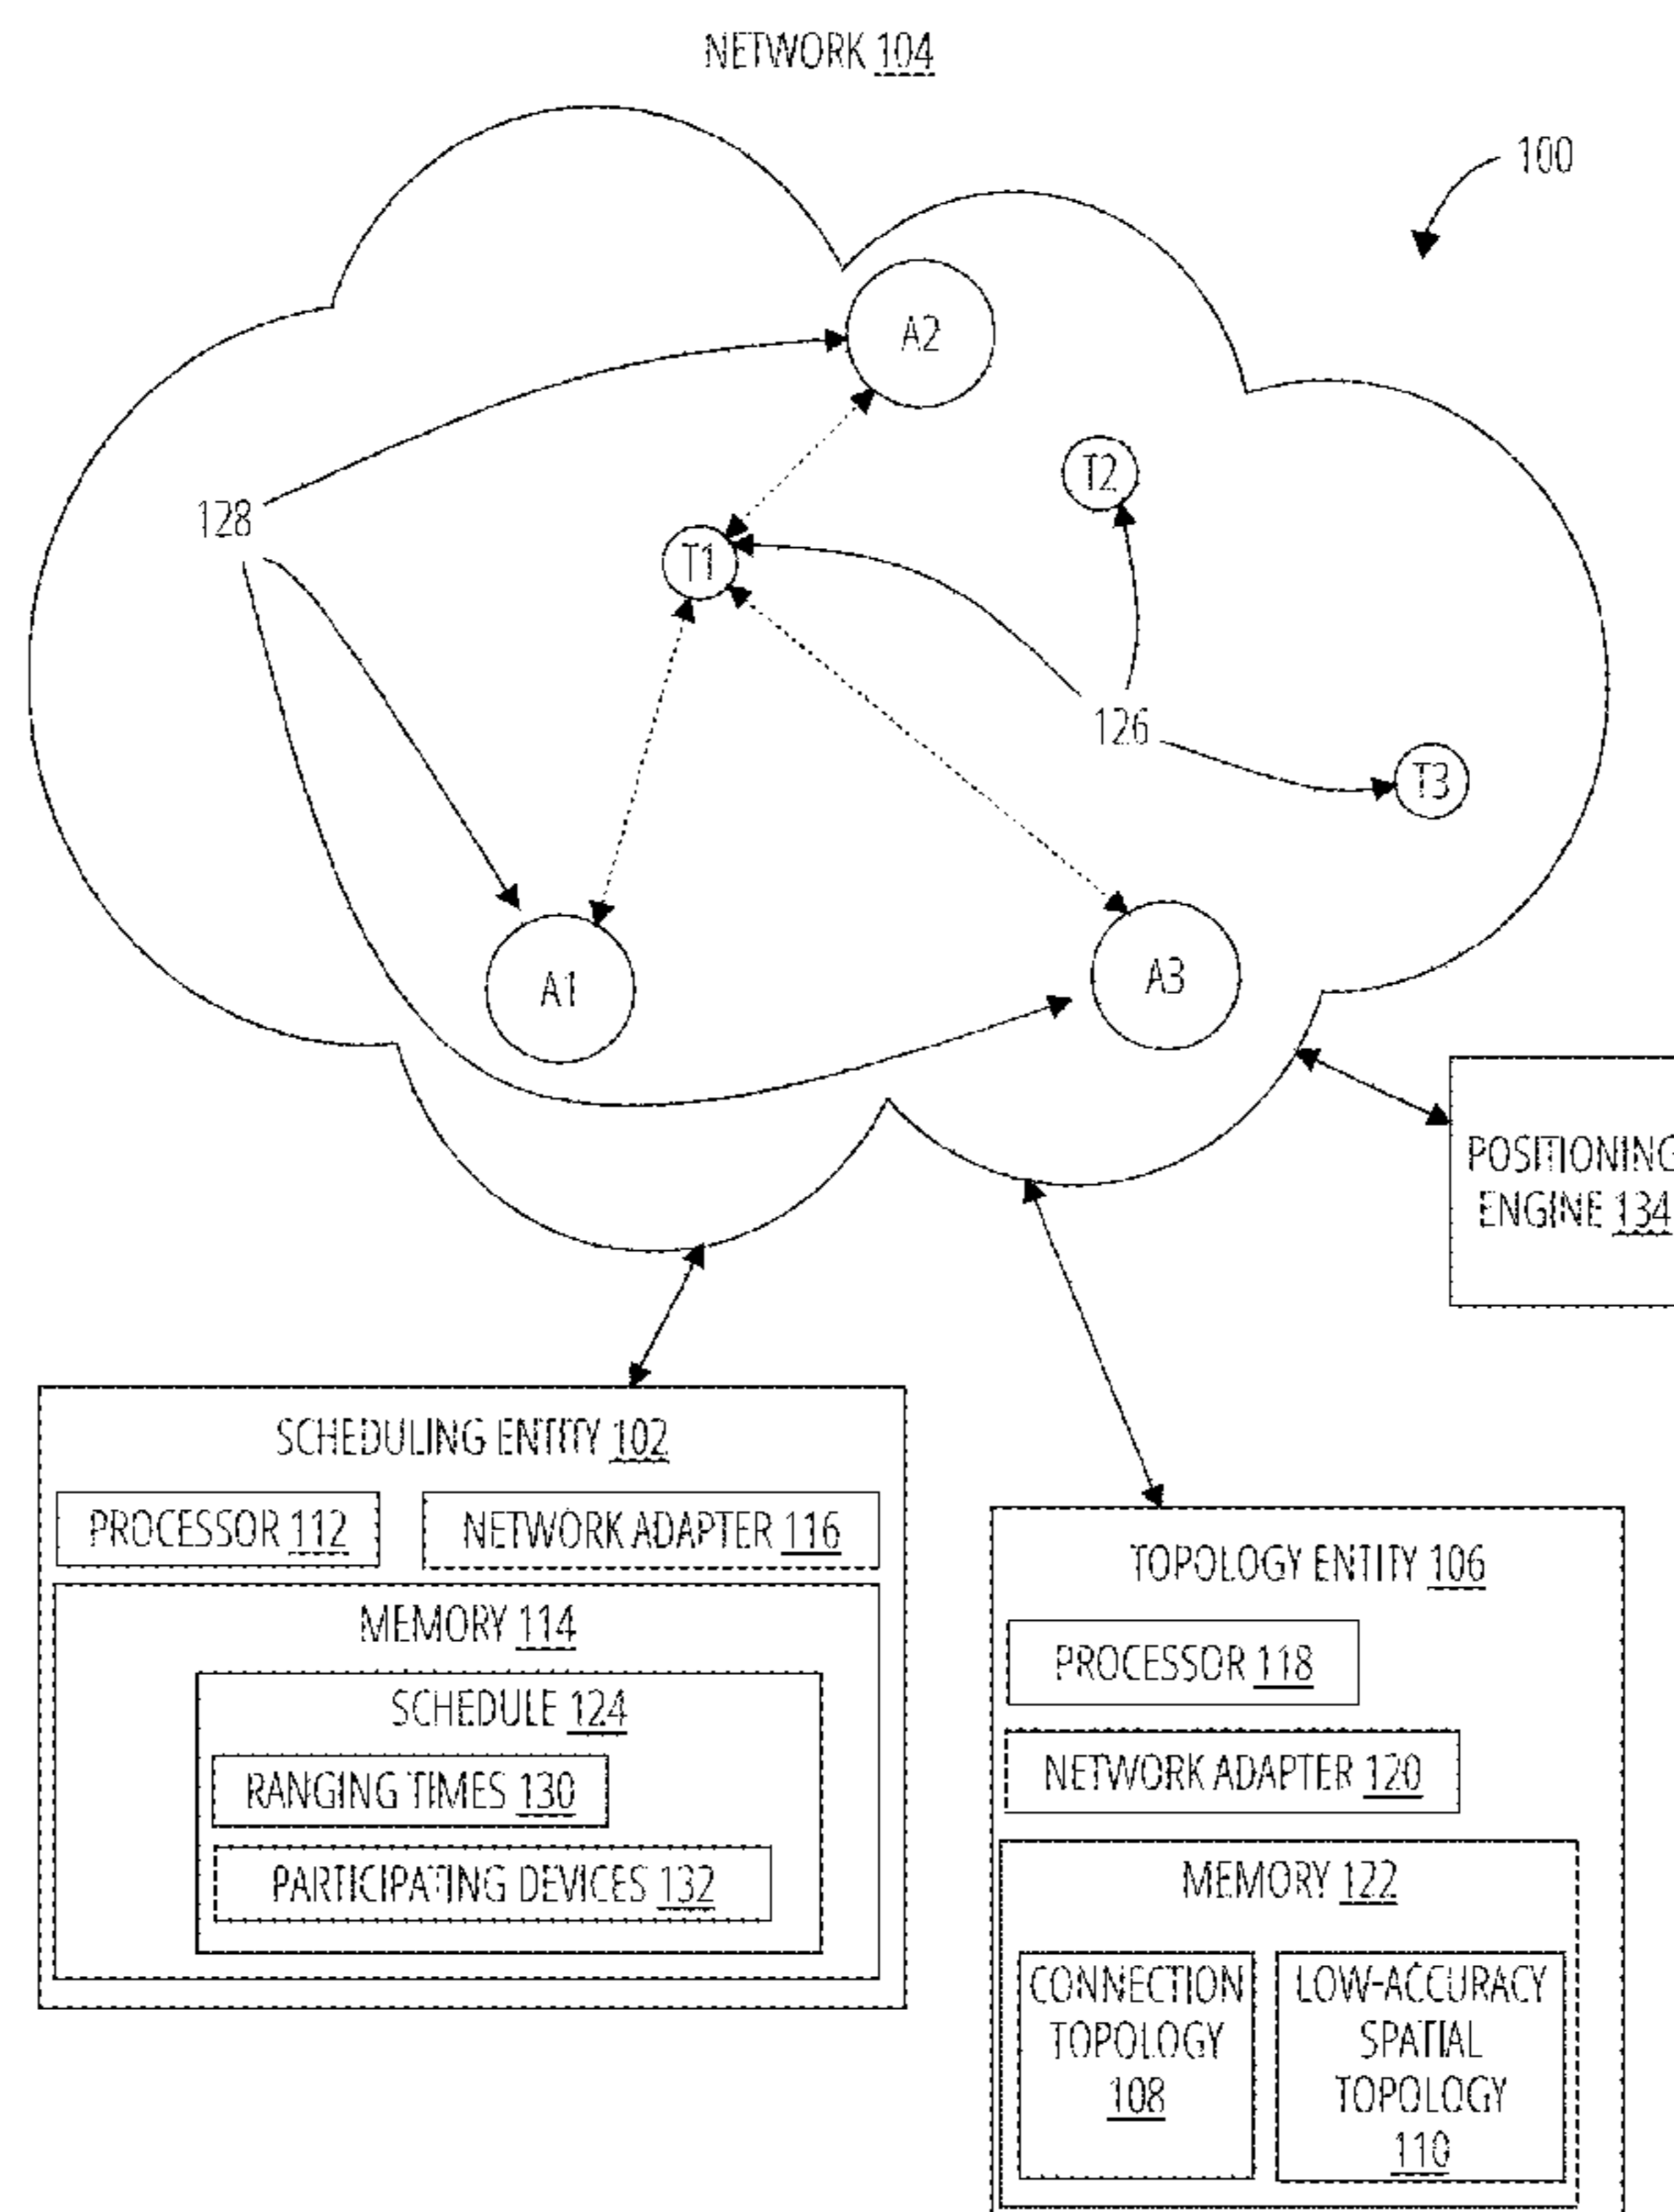 NETWORK 104
100
A2
T2
128
T1
126
T3
A3
A1
POSITIONING
ENGINE 134
SCHEDULING ENTITY 102
PROCESSOR 112
NETWORK ADAPTER 116
MEMORY 114
SCHEDULE 124
RANGING TIMES 130
PARTICIPATING DEVICES 132
TOPOLOGY ENTITY 106
PROCESSOR 118
NETWORK ADAPTER 120
MEMORY 122
CONNECTION
TOPOLOGY
108
LOW-ACCURACY
SPATIAL
TOPOLOGY
110